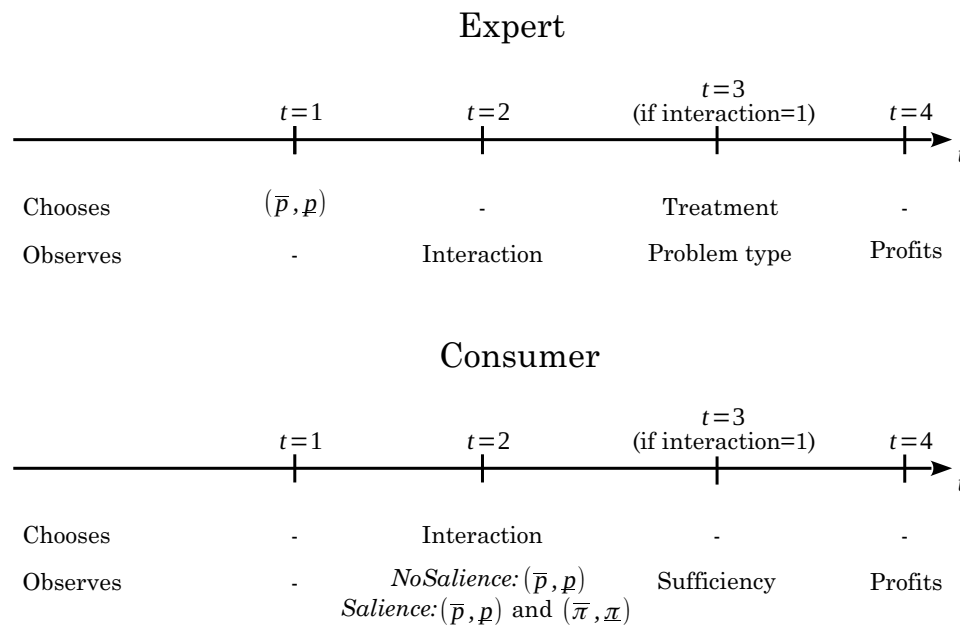 Expert
t=3
t=1 t=2 (if interaction=1) t=4
t
Chooses (p̅, p̲) - Treatment -
Observes - Interaction Problem type Profits
Consumer
t=3
t=1 t=2 (if interaction=1) t=4
t
Chooses - Interaction - -
Observes - NoSalience: (p̅, p̲) Sufficiency Profits
Salience: (p̅, p̲) and (π̅, π̲)